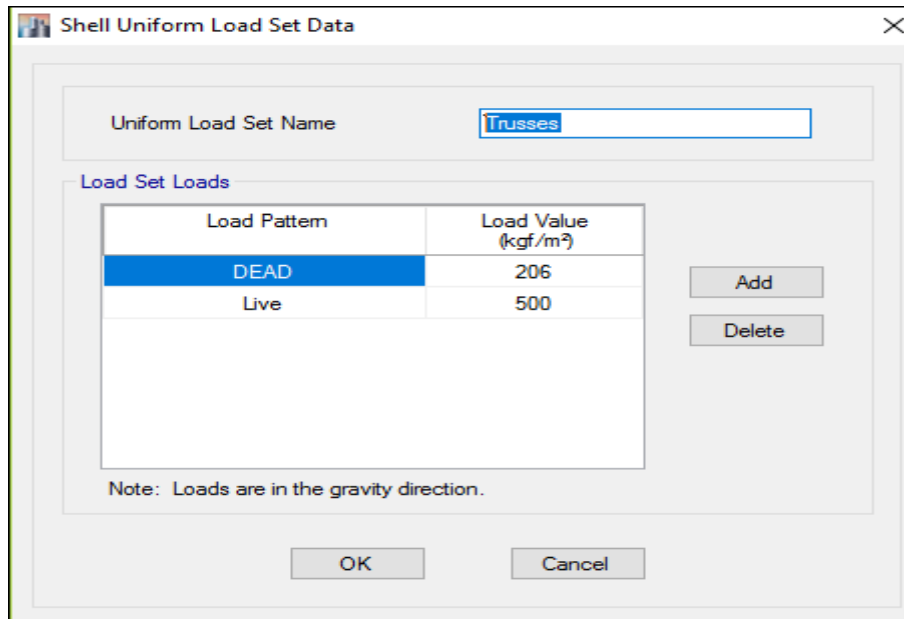 Shell Uniform Load Set Data
Uniform Load Set Name
Trusses
Load Set Loads
Load Pattern
Load Value
(kgf/m²)
DEAD
206
Live
500
Add
Delete
Note: Loads are in the gravity direction.
OK
Cancel